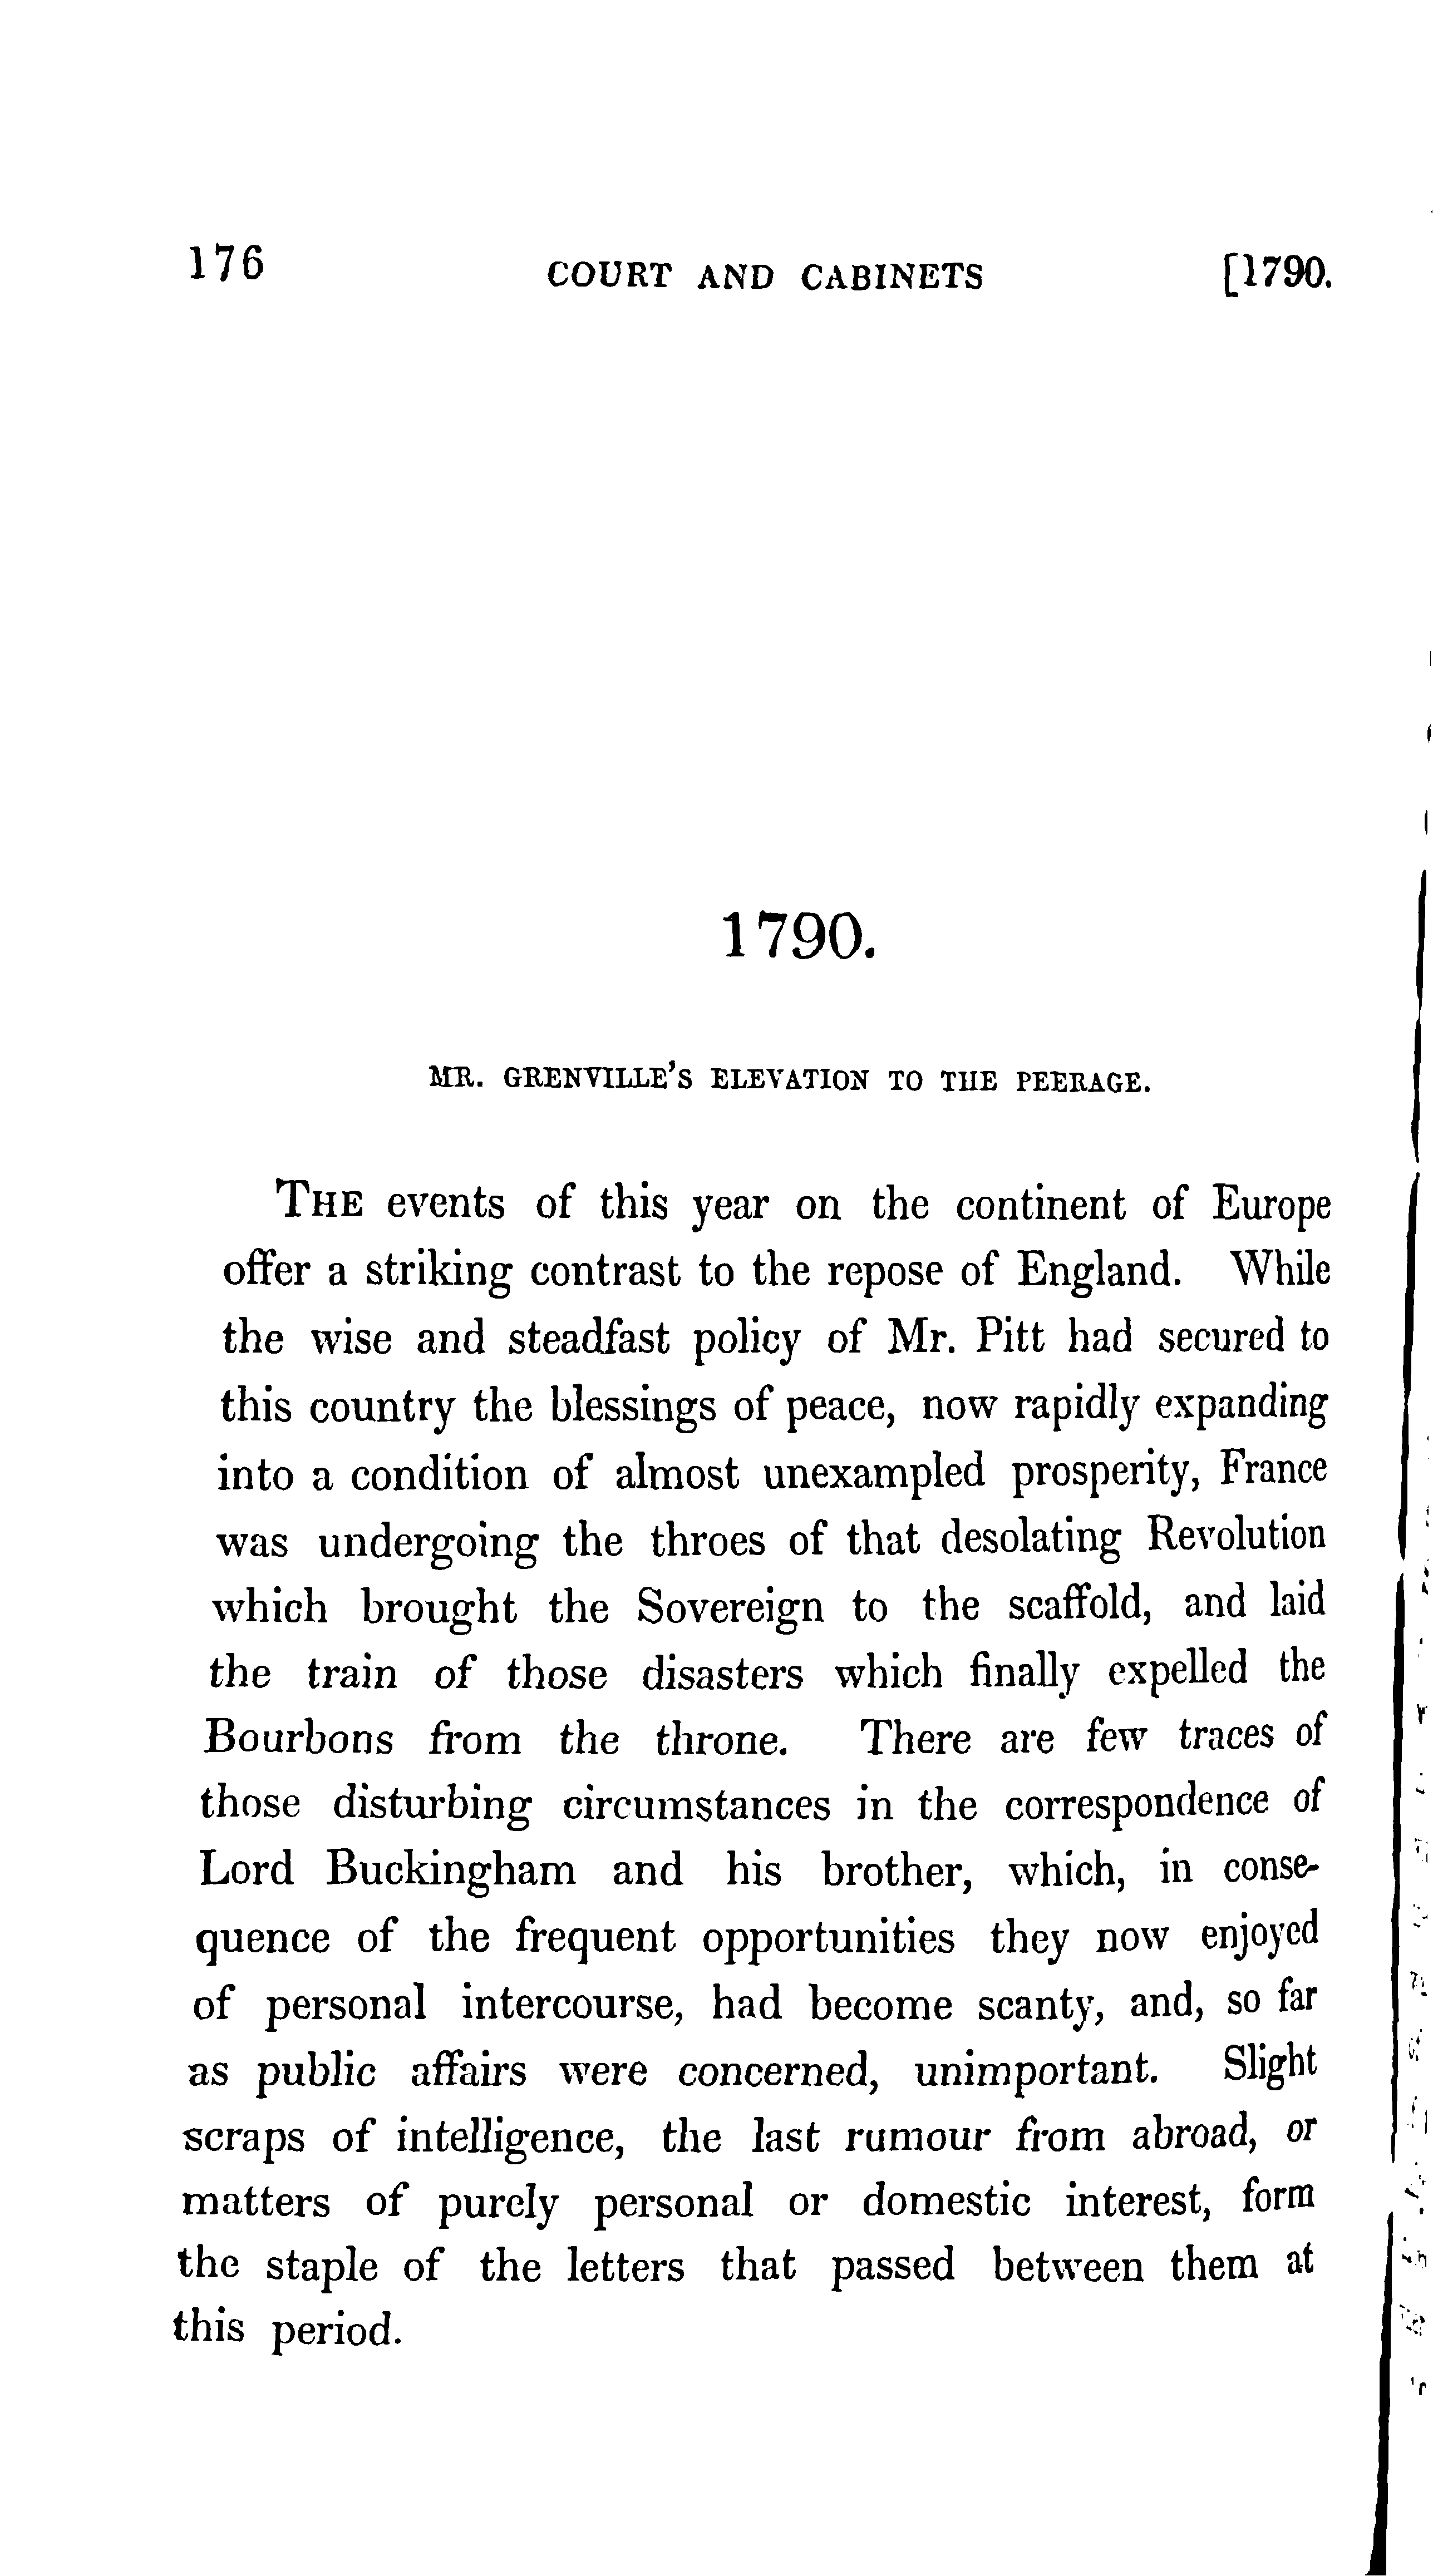 176 COURT AND CABINETS [1790.
1790.
MR. GRENVILLE'S ELEVATION TO THE PEERAGE.
THE events of this year on the continent of Europe
offer a striking contrast to the repose of England. While
the wise and steadfast policy of Mr. Pitt had secured to
this country the blessings of peace, now rapidly expanding
into a condition of almost unexampled prosperity, France
was undergoing the throes of that desolating Revolution
which brought the Sovereign to the scaffold, and laid
the train of those disasters which finally expelled the
Bourbons from the throne. There are few traces of
those disturbing circumstances in the correspondence of
Lord Buckingham and his brother, which, in conse-
quence of the frequent opportunities they now enjoyed
of personal intercourse, had become scanty, and, so far
as public affairs were concerned, unimportant. Slight
scraps of intelligence, the last rumour from abroad, or
matters of purely personal or domestic interest, form
the staple of the letters that passed between them at
this period.